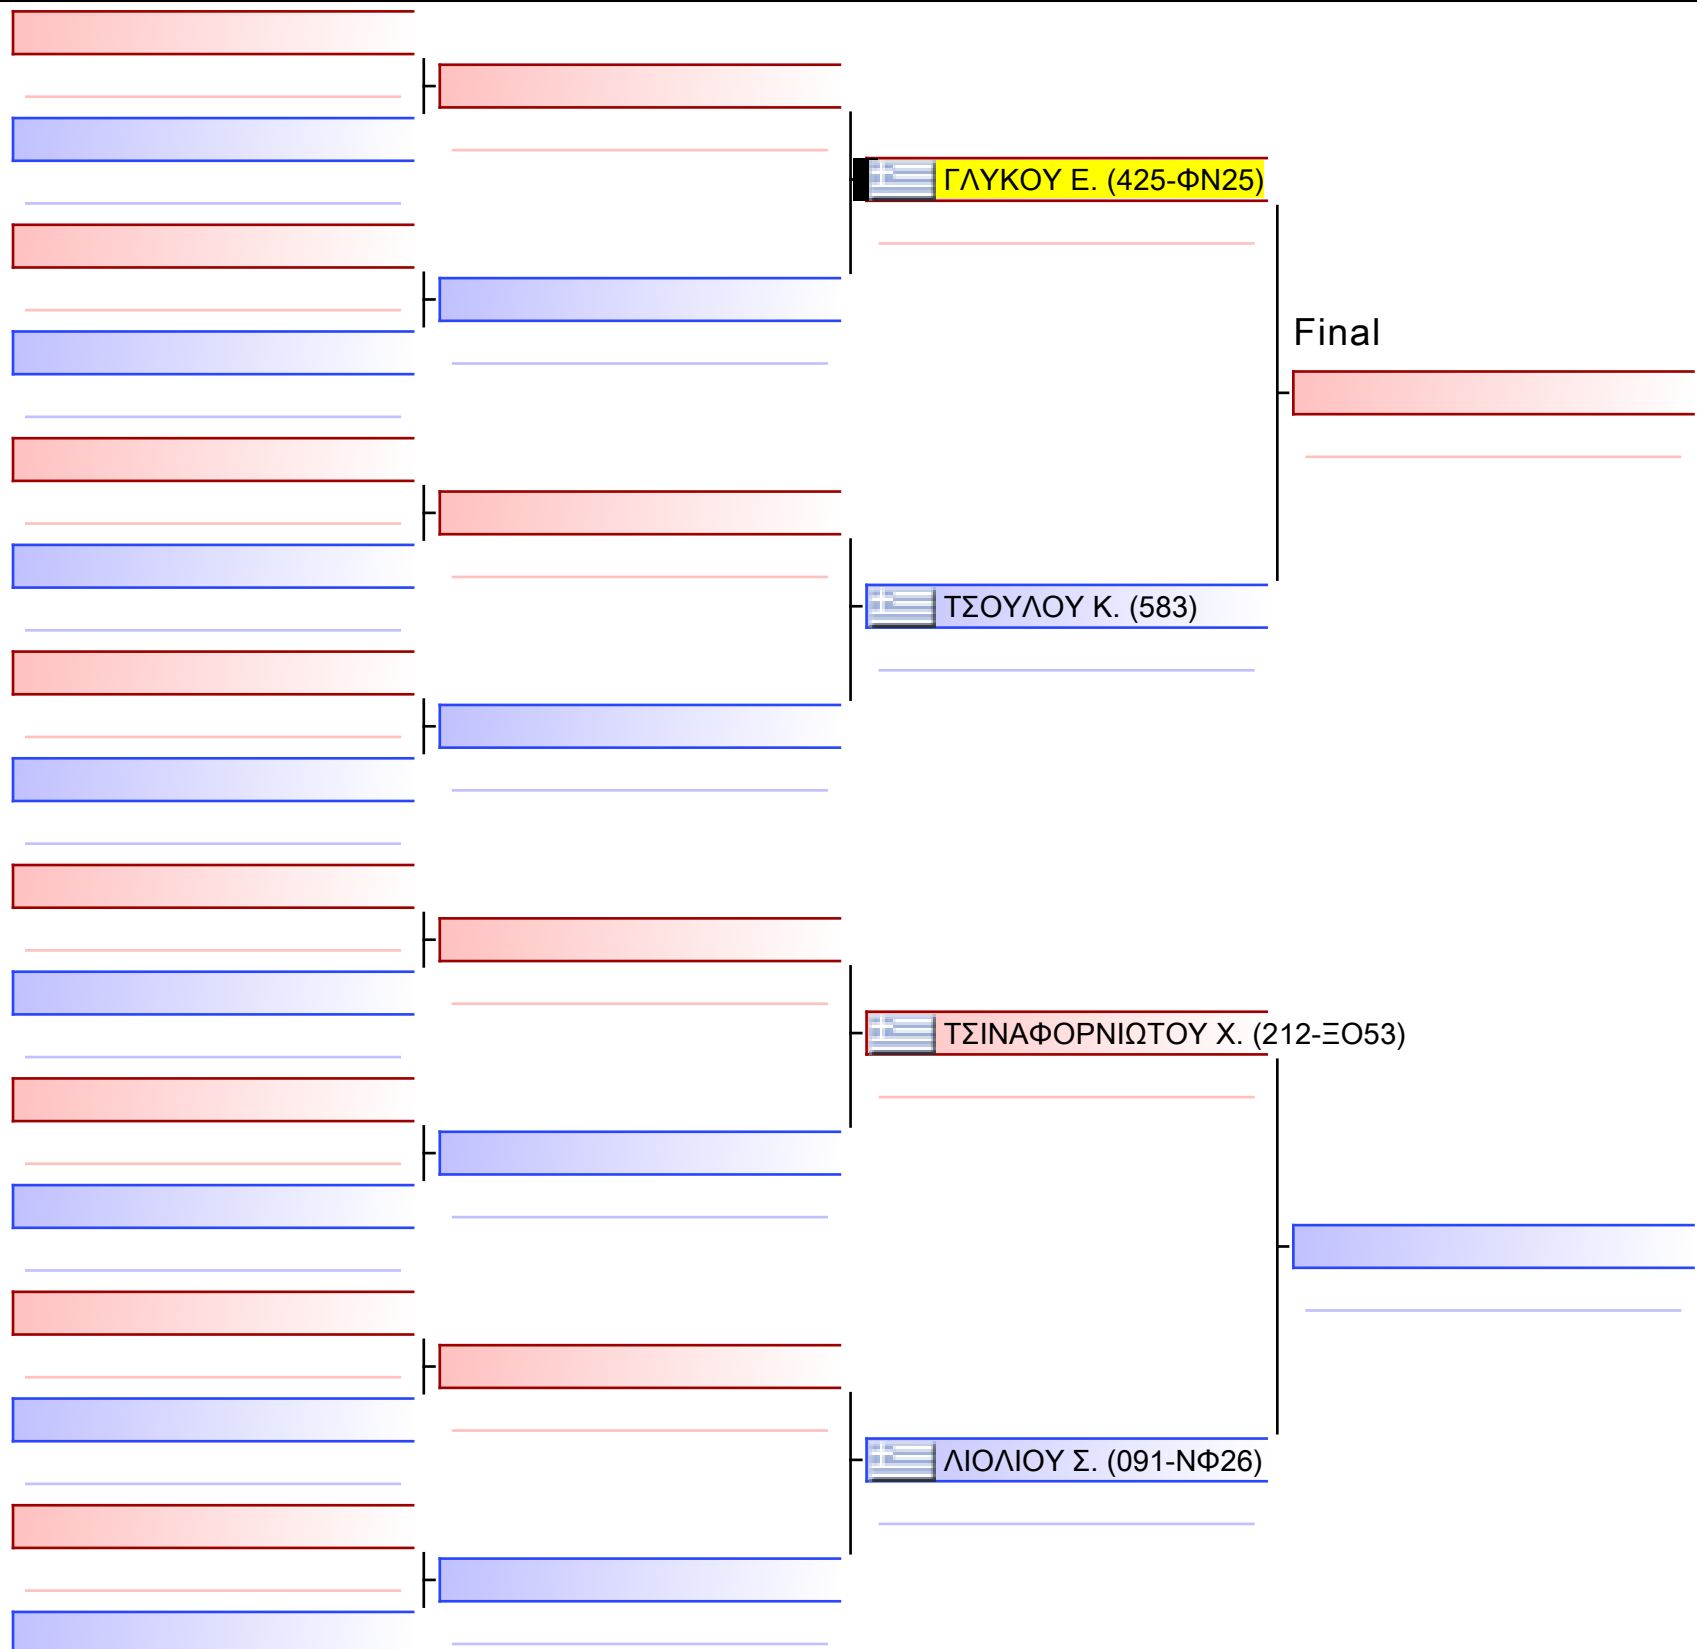 ΓΛΥΚΟΥ Ε. (425-ΦΝ25)
Final
ΤΣΟΥΛΟΥ Κ. (583)
ΤΣΙΝΑΦΟΡΝΙΩΤΟΥ Χ. (212-ΞΟ53)
ΛΙΟΛΙΟΥ Σ. (091-ΝΦ26)